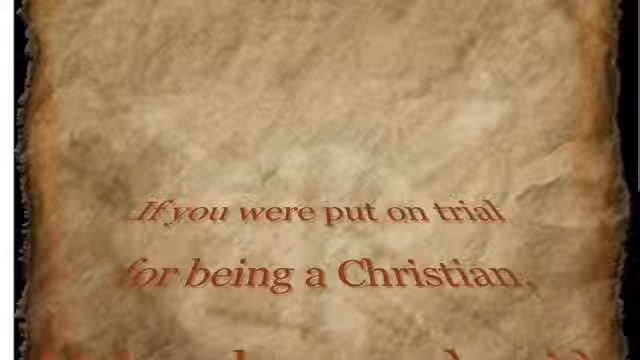 If you were put on trial
for being a Christian,